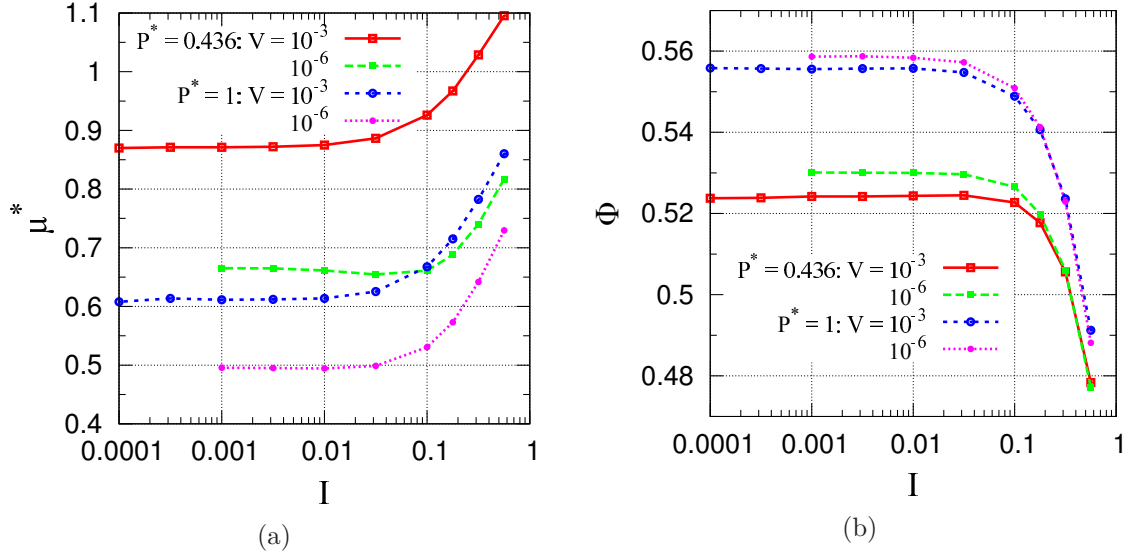 1.1
1
0.9
0.8
0.7
0.6
0.5
0.4
μ*
P* = 0.436: V = 10-3
10-6
P* = 1: V = 10-3
10-6
0.0001
0.001
0.01
0.1
1
I
(a)
0.56
0.54
0.52
0.5
0.48
Φ
P* = 0.436: V = 10-3
10-6
P* = 1: V = 10-3
10-6
0.0001
0.001
0.01
0.1
1
I
(b)